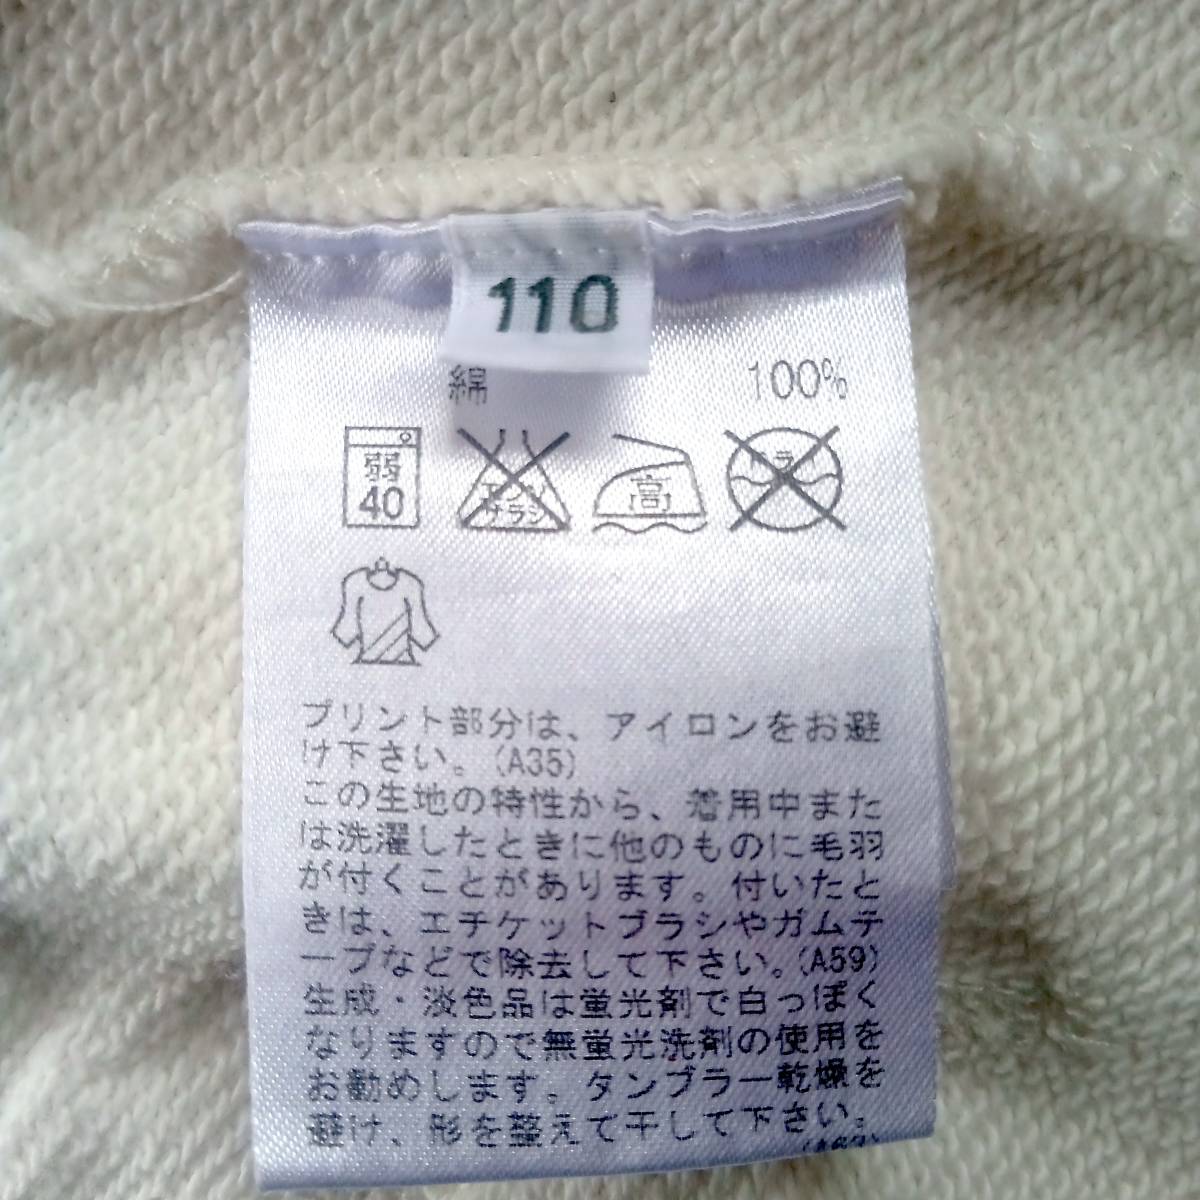 110
綿 100%
弱 40 エンソ サラシ 高 ドライ
プリント部分は、アイロンをお避
け下さい。(A35)
この生地の特性から、着用中また
は洗濯したときに他のものに毛羽
が付くことがあります。付いたと
きは、エチケットブラシやガムテ
ープなどで除去して下さい。(A59)
生成・淡色品は蛍光剤で白っぽく
なりますので無蛍光洗剤の使用を
お勧めします。タンブラー乾燥を
避け、形を整えて干して下さい。